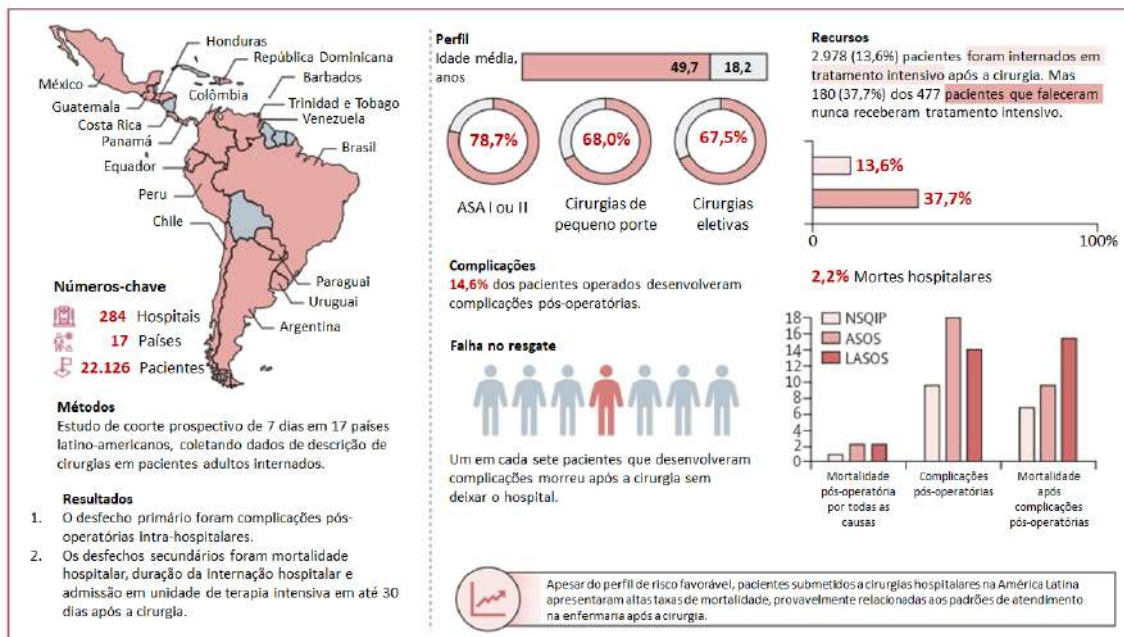 Honduras
República Dominicana
México
Barbados
Colômbia
Guatemala
Trinidad e Tobago
Costa Rica
Venezuela
Panamá
Brasil
Equador
Peru
Chile
Paraguai
Uruguai
Argentina
Números-chave
284 Hospitais
17 Países
22.126 Pacientes
Métodos
Estudo de coorte prospectivo de 7 dias em 17 países
latino-americanos, coletando dados de descrição de
cirurgias em pacientes adultos internados.
Resultados
1. O desfecho primário foram complicações pós-
operatórias intra-hospitalares.
2. Os desfechos secundários foram mortalidade
hospitalar, duração da internação hospitalar e
admissão em unidade de terapia intensiva em até 30
dias após a cirurgia.
Perfil
Idade média,
anos
49,7 18,2
78,7% 68,0% 67,5%
ASA I ou II
Cirurgias de
pequeno porte
Cirurgias
eletivas
Complicações
14,6% dos pacientes operados desenvolveram
complicações pós-operatórias.
Falha no resgate
Um em cada sete pacientes que desenvolveram
complicações morreu após a cirurgia sem
deixar o hospital.
Recursos
2.978 (13,6%) pacientes foram internados em
tratamento intensivo após a cirurgia. Mas
180 (37,7%) dos 477 pacientes que faleceram
nunca receberam tratamento intensivo.
13,6%
37,7%
0 100%
2,2% Mortes hospitalares
18
16
14
12
10
8
6
4
2
0
NSQIP
ASOS
LASOS
Mortalidade
pós-operatória
por todas as
causas
Complicações
pós-operatórias
Mortalidade
após
complicações
pós-operatórias
Apesar do perfil de risco favorável, pacientes submetidos a cirurgias hospitalares na América Latina
apresentaram altas taxas de mortalidade, provavelmente relacionadas aos padrões de atendimento
na enfermaria após a cirurgia.